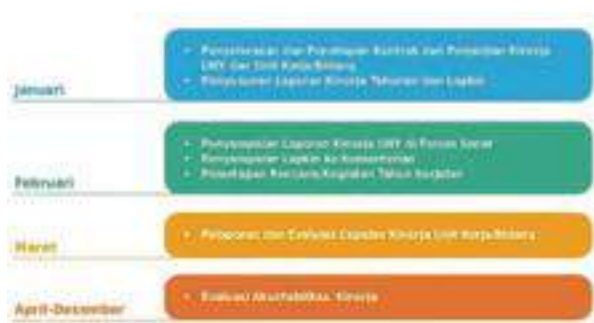 Januari
• Penyelarasan dan Penetapan Kontrak dan Perjanjian Kinerja
UNY dan Unit Kerja/Bidang
• Penyusunan Laporan Kinerja Tahunan dan Lapkin
Februari
• Penyampaian Laporan Kinerja UNY di Forum Senat
• Penyampaian Lapkin ke Kementerian
• Penetapan Rencana/Kegiatan Tahun berjalan
Maret
• Pelaporan dan Evaluasi Capaian Kinerja Unit Kerja/Bidang
April-Desember
• Evaluasi Akuntabilitas Kinerja